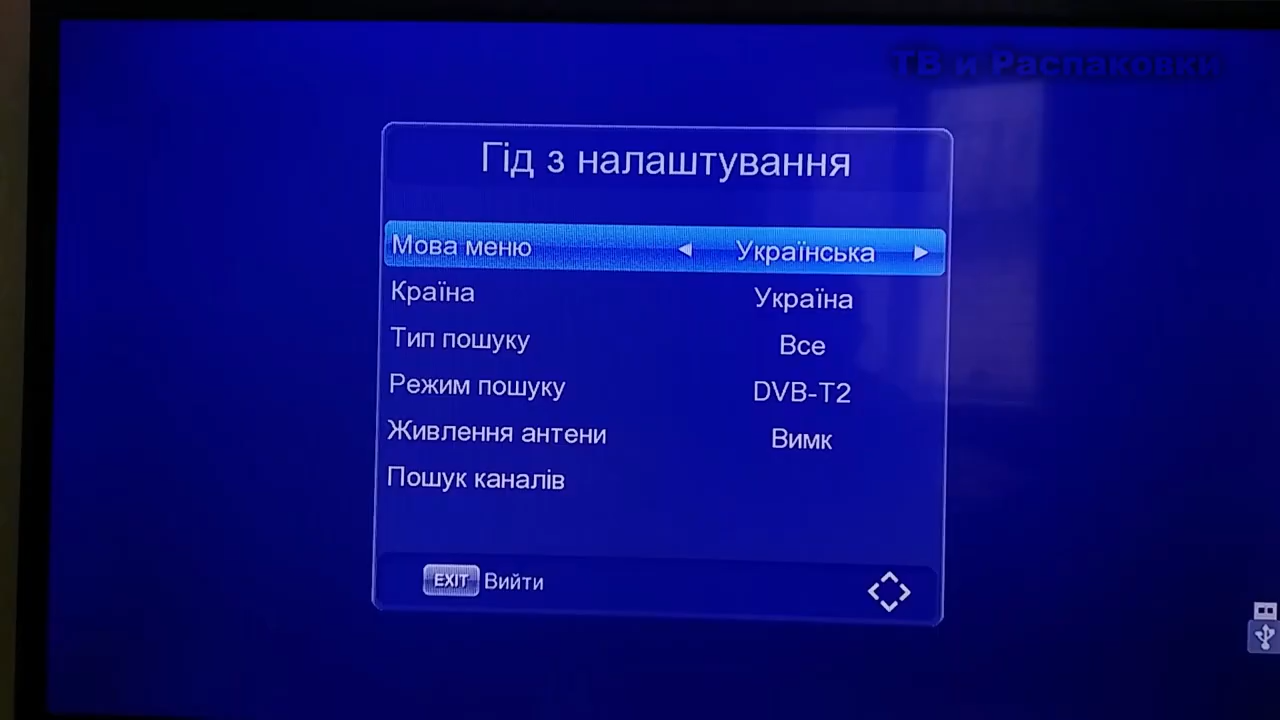 ТВ и Распаковки
Гід з налаштування
Мова меню Українська
Країна Україна
Тип пошуку Все
Режим пошуку DVB-T2
Живлення антени Вимк
Пошук каналів
EXIT Вийти